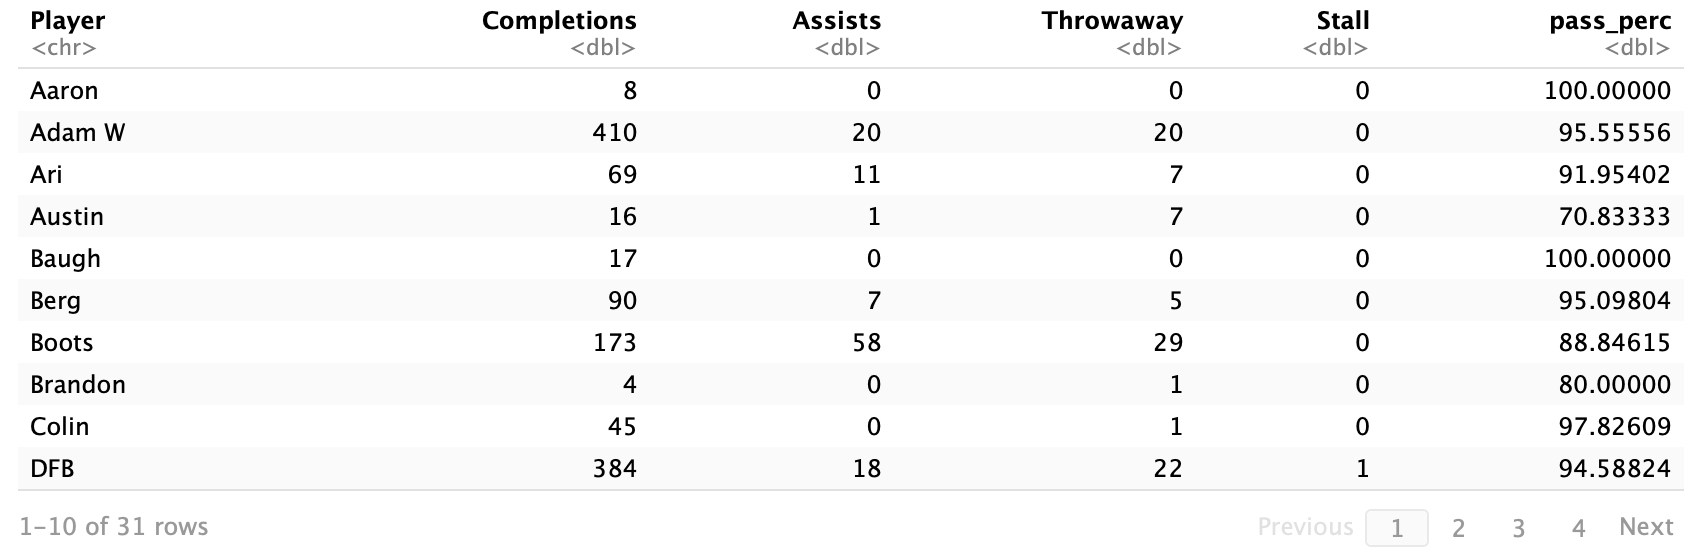 Player Completions Assists Throwaway Stall pass_perc
<chr> <dbl> <dbl> <dbl> <dbl> <dbl>
Aaron 8 0 0 0 100.00000
Adam W 410 20 20 0 95.55556
Ari 69 11 7 0 91.95402
Austin 16 1 7 0 70.83333
Baugh 17 0 0 0 100.00000
Berg 90 7 5 0 95.09804
Boots 173 58 29 0 88.84615
Brandon 4 0 1 0 80.00000
Colin 45 0 1 0 97.82609
DFB 384 18 22 1 94.58824
1–10 of 31 rows Previous 1 2 3 4 Next